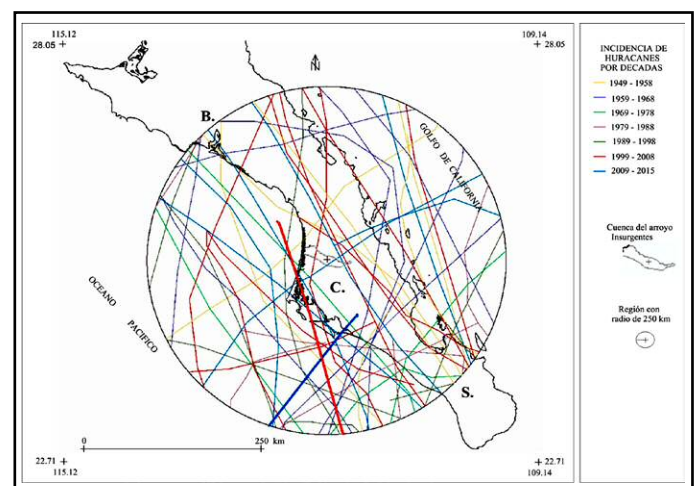 115.12
28.05
109.14
28.05
N
B.
GOLFO DE CALIFORNIA
C.
OCEANO PACIFICO
S.
0
250 km
22.71
115.12
22.71
109.14
INCIDENCIA DE
HURACANES
POR DECADAS
1949 - 1958
1959 - 1968
1969 - 1978
1979 - 1988
1989 - 1998
1999 - 2008
2009 - 2015
Cuenca del arroyo
Insurgentes
Región con
radio de 250 km